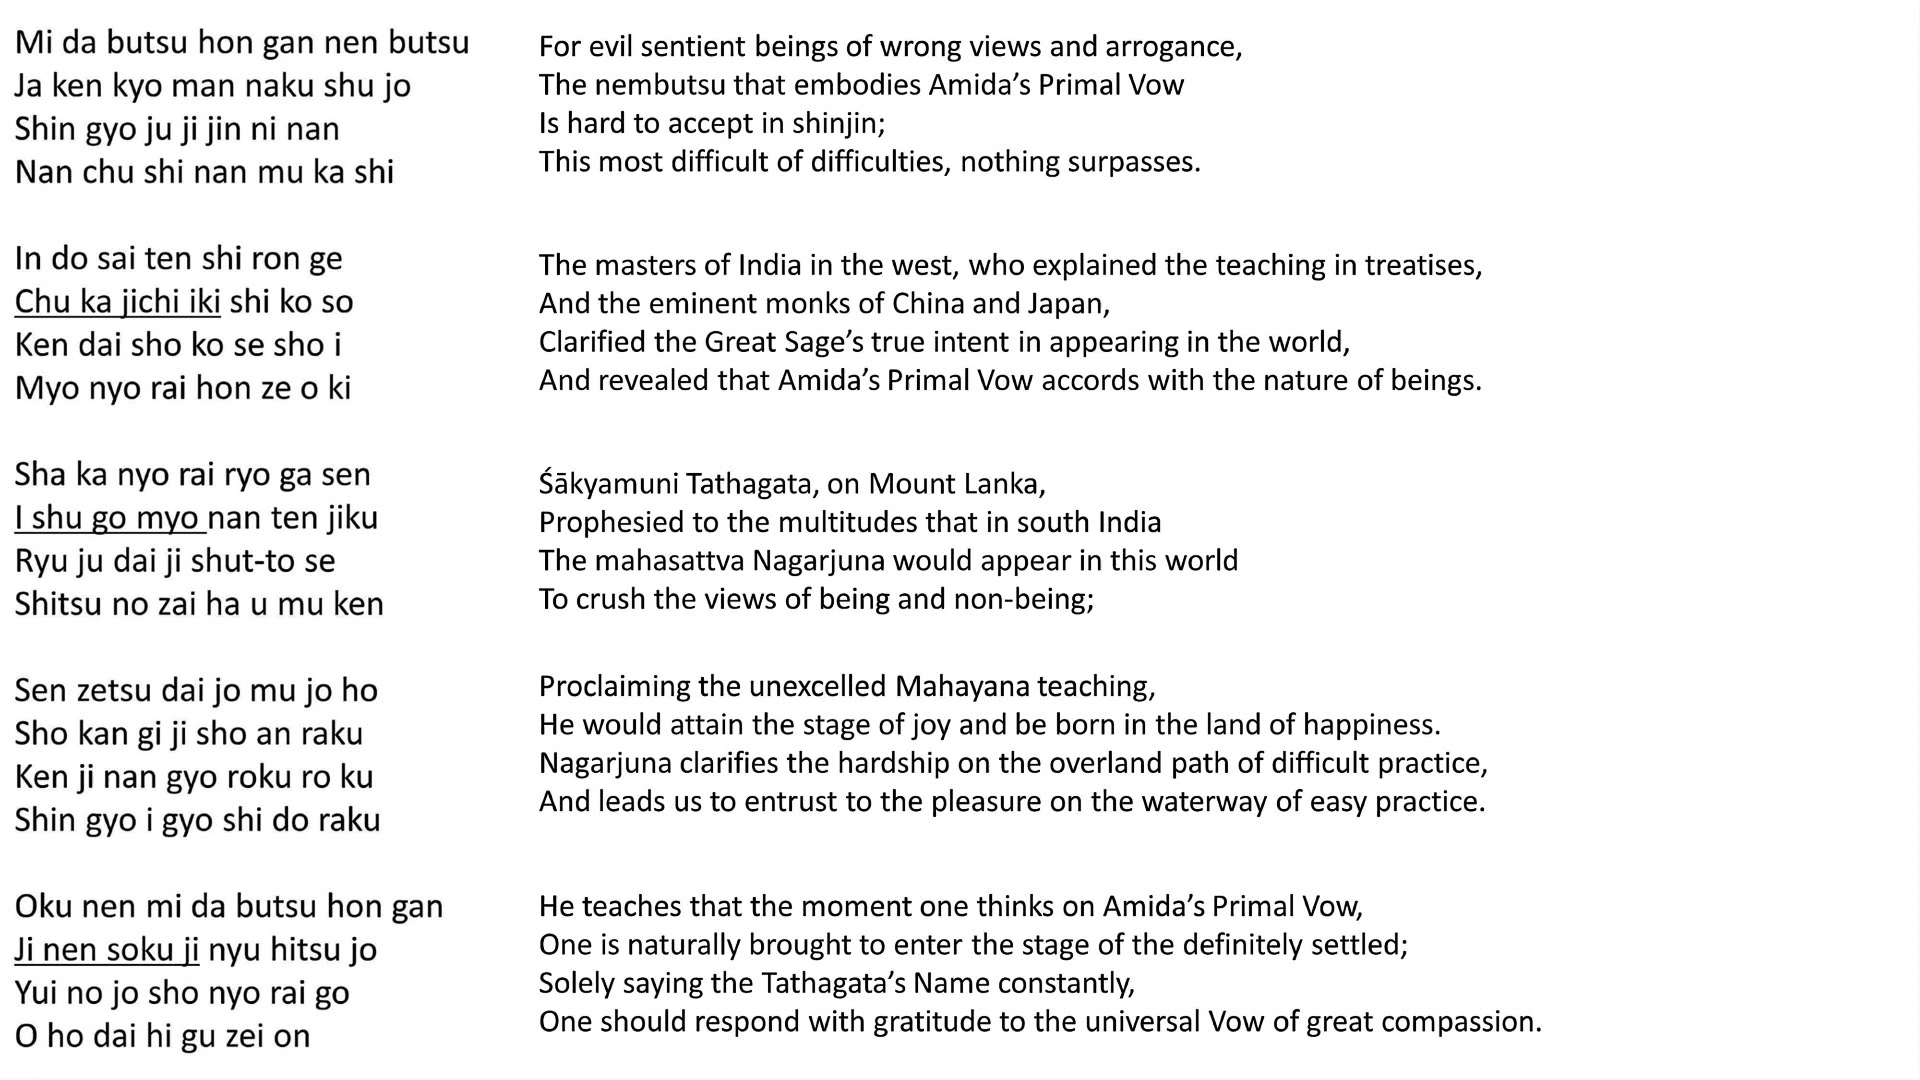 Mi da butsu hon gan nen butsu
Ja ken kyo man naku shu jo
Shin gyo ju ji jin ni nan
Nan chu shi nan mu ka shi
For evil sentient beings of wrong views and arrogance,
The nembutsu that embodies Amida’s Primal Vow
Is hard to accept in shinjin;
This most difficult of difficulties, nothing surpasses.
In do sai ten shi ron ge
Chu ka jichi iki shi ko so
Ken dai sho ko se sho i
Myo nyo rai hon ze o ki
The masters of India in the west, who explained the teaching in treatises,
And the eminent monks of China and Japan,
Clarified the Great Sage’s true intent in appearing in the world,
And revealed that Amida’s Primal Vow accords with the nature of beings.
Sha ka nyo rai ryo ga sen
I shu go myo nan ten jiku
Ryu ju dai ji shut-to se
Shitsu no zai ha u mu ken
Śākyamuni Tathagata, on Mount Lanka,
Prophesied to the multitudes that in south India
The mahasattva Nagarjuna would appear in this world
To crush the views of being and non-being;
Sen zetsu dai jo mu jo ho
Sho kan gi ji sho an raku
Ken ji nan gyo roku ro ku
Shin gyo i gyo shi do raku
Proclaiming the unexcelled Mahayana teaching,
He would attain the stage of joy and be born in the land of happiness.
Nagarjuna clarifies the hardship on the overland path of difficult practice,
And leads us to entrust to the pleasure on the waterway of easy practice.
Oku nen mi da butsu hon gan
Ji nen soku ji nyu hitsu jo
Yui no jo sho nyo rai go
O ho dai hi gu zei on
He teaches that the moment one thinks on Amida’s Primal Vow,
One is naturally brought to enter the stage of the definitely settled;
Solely saying the Tathagata’s Name constantly,
One should respond with gratitude to the universal Vow of great compassion.